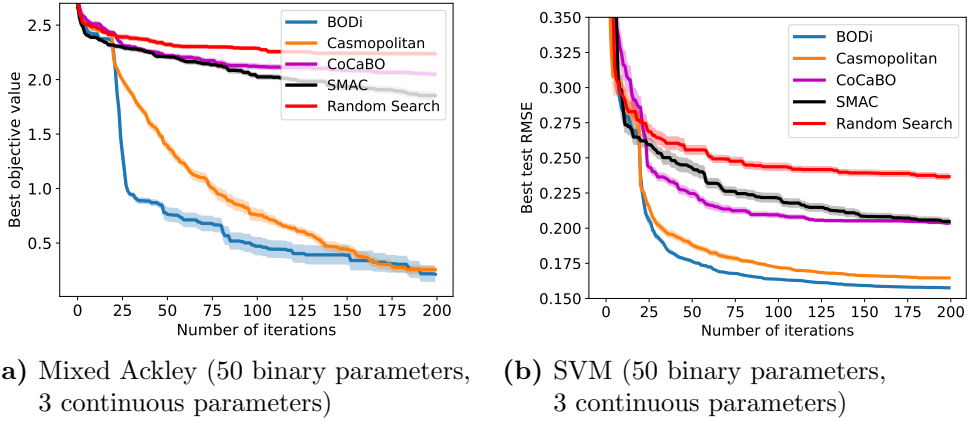 2.5
2.0
1.5
1.0
0.5
Best objective value
0 25 50 75 100 125 150 175 200
Number of iterations
BODi
Casmopolitan
CoCaBO
SMAC
Random Search
0.350
0.325
0.300
0.275
0.250
0.225
0.200
0.175
0.150
Best test RMSE
0 25 50 75 100 125 150 175 200
Number of iterations
BODi
Casmopolitan
CoCaBO
SMAC
Random Search
a) Mixed Ackley (50 binary parameters,
3 continuous parameters)
(b) SVM (50 binary parameters,
3 continuous parameters)